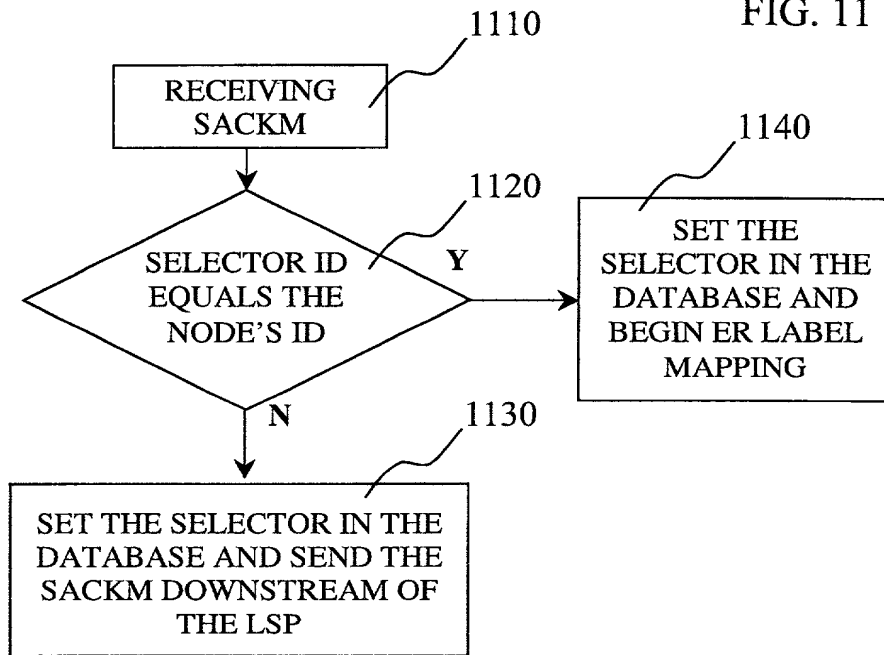 FIG. 11
1110
RECEIVING
SACKM
1120
SELECTOR ID
EQUALS THE
NODE'S ID
Y
N
1140
SET THE
SELECTOR IN THE
DATABASE AND
BEGIN ER LABEL
MAPPING
1130
SET THE SELECTOR IN THE
DATABASE AND SEND THE
SACKM DOWNSTREAM OF
THE LSP